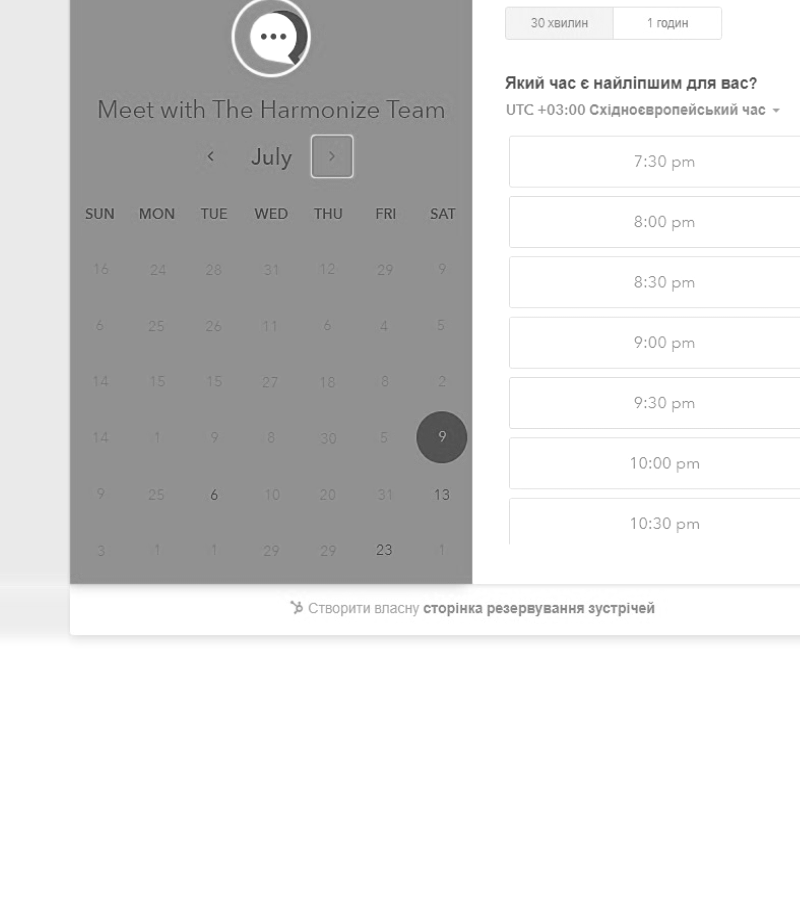 Meet with The Harmonize Team
July
SUN MON TUE WED THU FRI SAT
16 24 28 31 12 29 9
6 25 26 11 6 4 5
14 15 15 27 18 8 2
14 1 9 8 30 5 9
9 25 6 10 20 31 13
3 1 1 29 29 23 1
30 хвилин 1 годин
Який час є найліпшим для вас?
UTC +03:00 Східноєвропейський час
7:30 pm
8:00 pm
8:30 pm
9:00 pm
9:30 pm
10:00 pm
10:30 pm
Створити власну сторінка резервування зустрічей